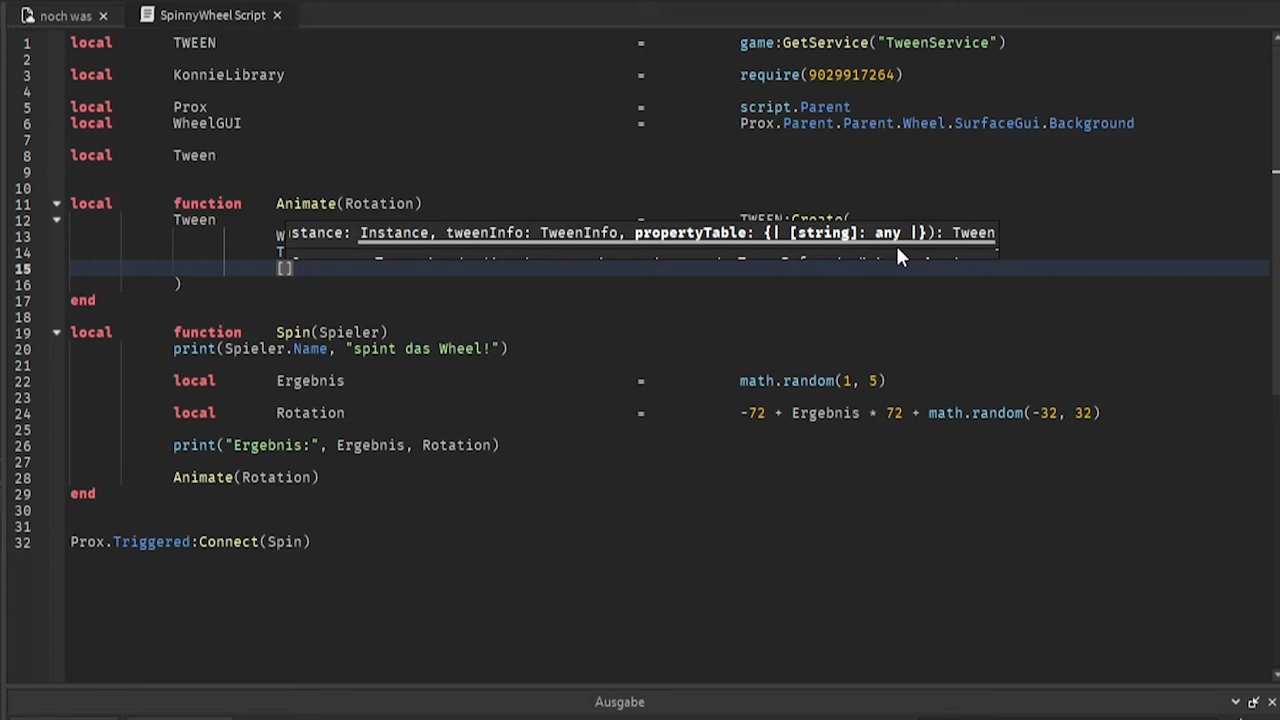 noch was
SpinnyWheel Script
1 local TWEEN = game:GetService("TweenService")
2
3 local KonnieLibrary = require(9029917264)
4
5 local Prox = script.Parent
6 local WheelGUI = Prox.Parent.Parent.Wheel.SurfaceGui.Background
7
8 local Tween
9
10
11 local function Animate(Rotation)
12 Tween = TWEEN:Create(
stance: Instance, tweenInfo: TweenInfo, propertyTable: {| [string]: any |}): Tween
13 W
14 T
15 []
16 )
17 end
18
19 local function Spin(Spieler)
20 print(Spieler.Name, "spint das Wheel!")
21
22 local Ergebnis = math.random(1, 5)
23
24 local Rotation = -72 + Ergebnis * 72 + math.random(-32, 32)
25
26 print("Ergebnis:", Ergebnis, Rotation)
27
28 Animate(Rotation)
29 end
30
31
32 Prox.Triggered:Connect(Spin)
Ausgabe